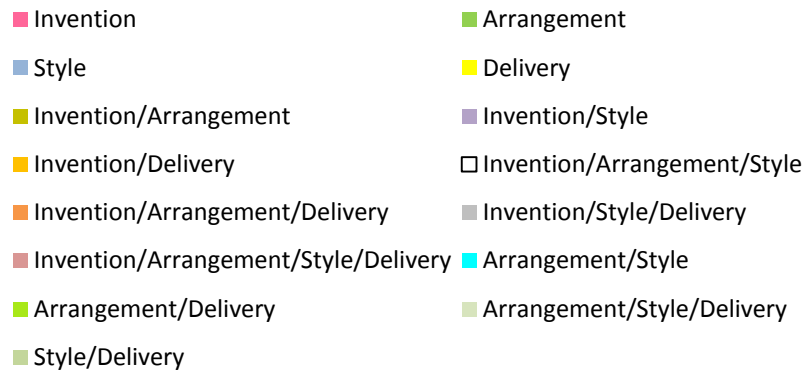 Invention Arrangement
Style Delivery
Invention/Arrangement Invention/Style
Invention/Delivery Invention/Arrangement/Style
Invention/Arrangement/Delivery Invention/Style/Delivery
Invention/Arrangement/Style/Delivery Arrangement/Style
Arrangement/Delivery Arrangement/Style/Delivery
Style/Delivery